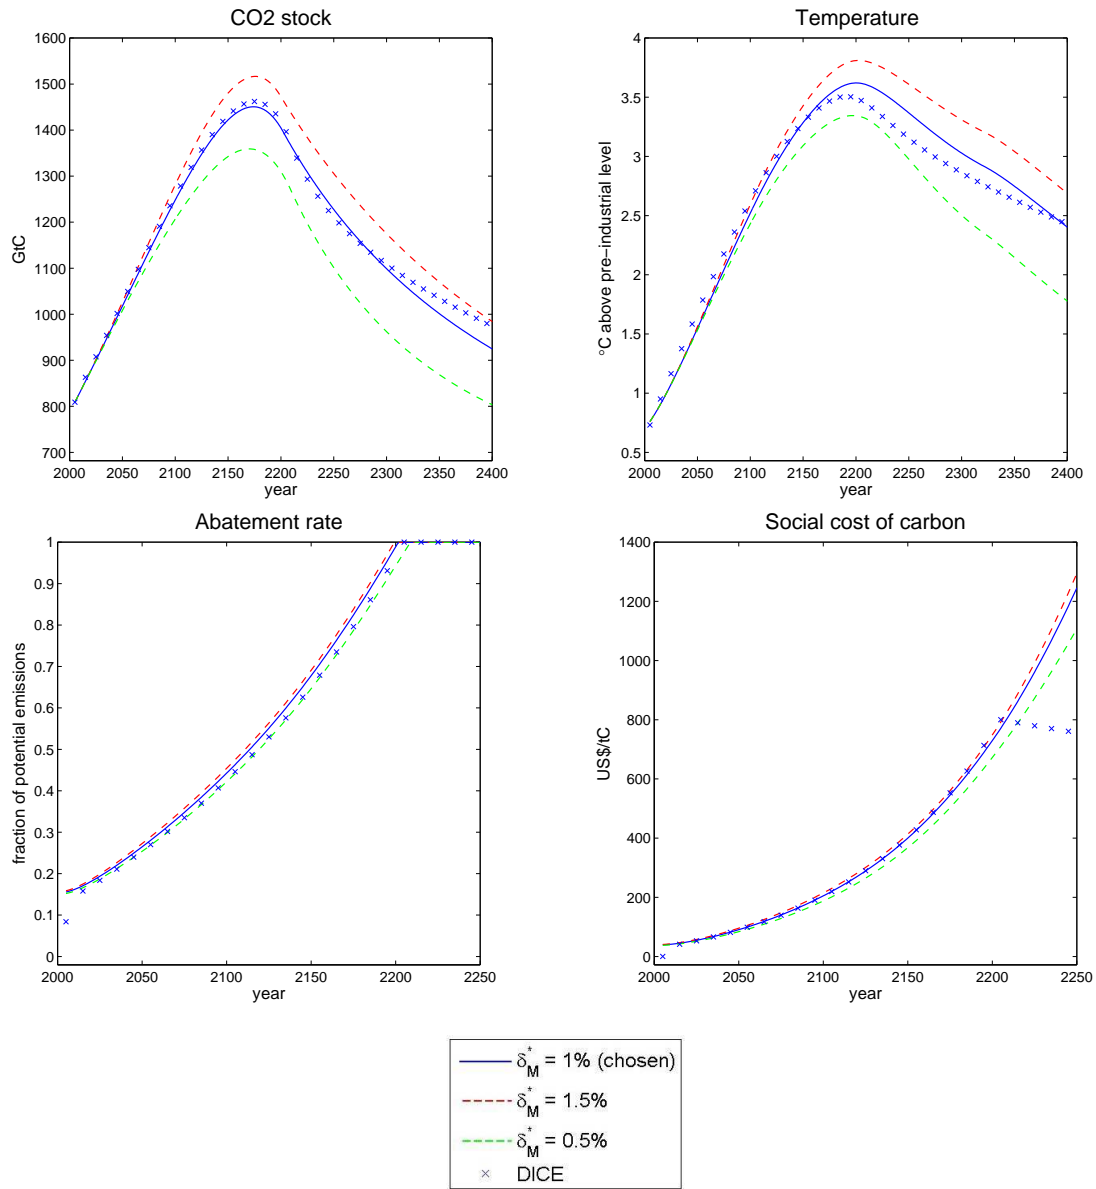 CO2 stock
1600
1500
1400
1300
1200
1100
1000
900
800
700
GtC
2000 2050 2100 2150 2200 2250 2300 2350 2400
year
Temperature
4
3.5
3
2.5
2
1.5
1
0.5
°C above pre−industrial level
2000 2050 2100 2150 2200 2250 2300 2350 2400
year
Abatement rate
1
0.9
0.8
0.7
0.6
0.5
0.4
0.3
0.2
0.1
0
fraction of potential emissions
2000 2050 2100 2150 2200 2250
year
Social cost of carbon
1400
1200
1000
800
600
400
200
0
US$/tC
2000 2050 2100 2150 2200 2250
year
δ*M = 1% (chosen)
δ*M = 1.5%
δ*M = 0.5%
DICE